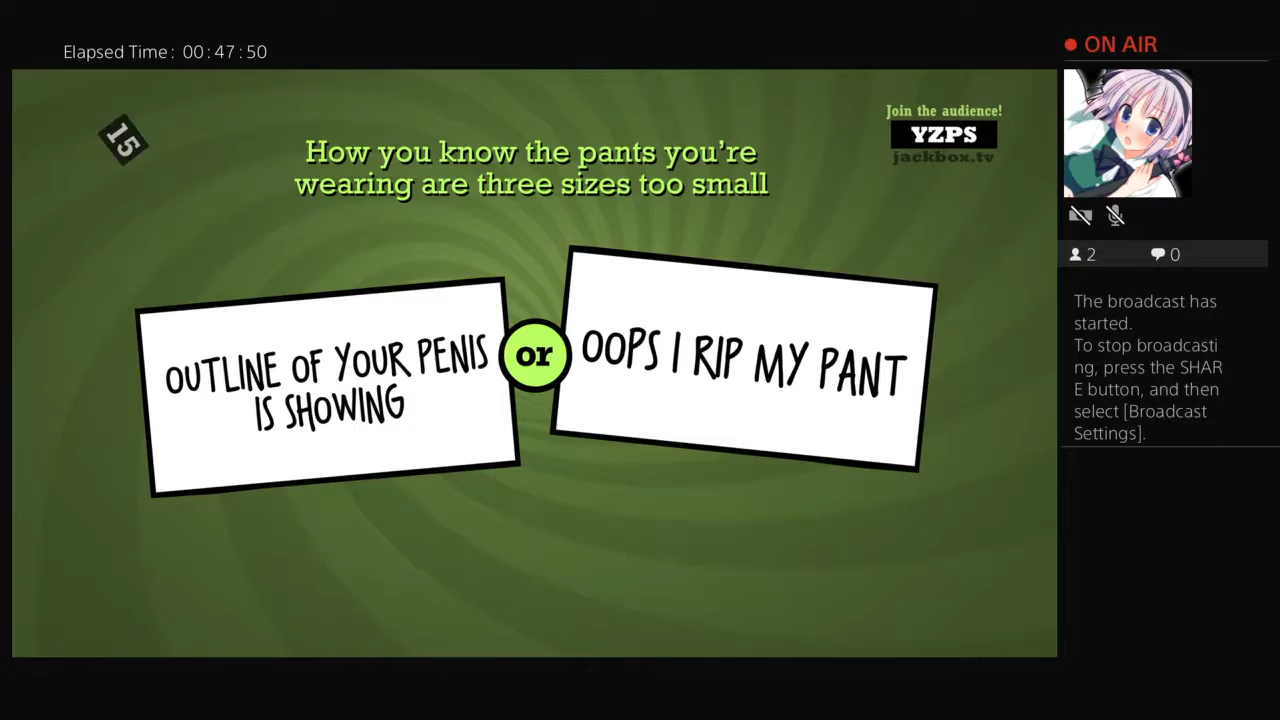 Elapsed Time: 00:47:50
ON AIR
15
Join the audience!
YZPS
jackbox.tv
How you know the pants you're
wearing are three sizes too small
OUTLINE OF YOUR PENIS
IS SHOWING
or
OOPS I RIP MY PANT
2
0
The broadcast has
started.
To stop broadcasti
ng, press the SHAR
E button, and then
select [Broadcast
Settings].